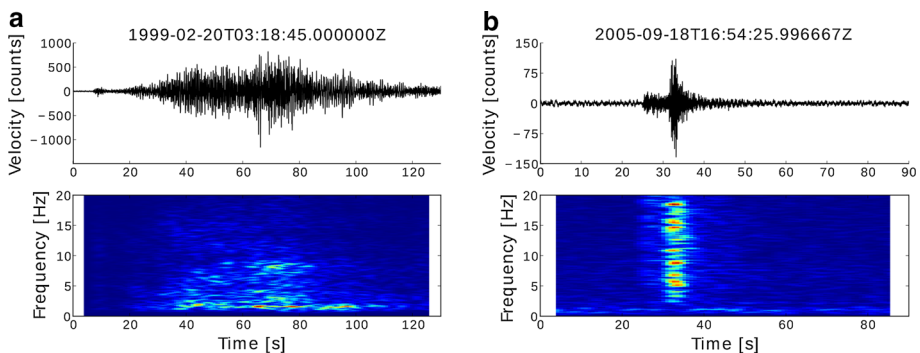 a
1999-02-20T03:18:45.000000Z
Velocity [counts]
1000
500
0
−500
−1000
0 20 40 60 80 100 120
Frequency [Hz]
20
15
10
5
0
0 20 40 60 80 100 120
Time [s]
b
2005-09-18T16:54:25.996667Z
Velocity [counts]
150
75
0
−75
−150
0 10 20 30 40 50 60 70 80 90
Frequency [Hz]
20
15
10
5
0
0 20 40 60 80
Time [s]